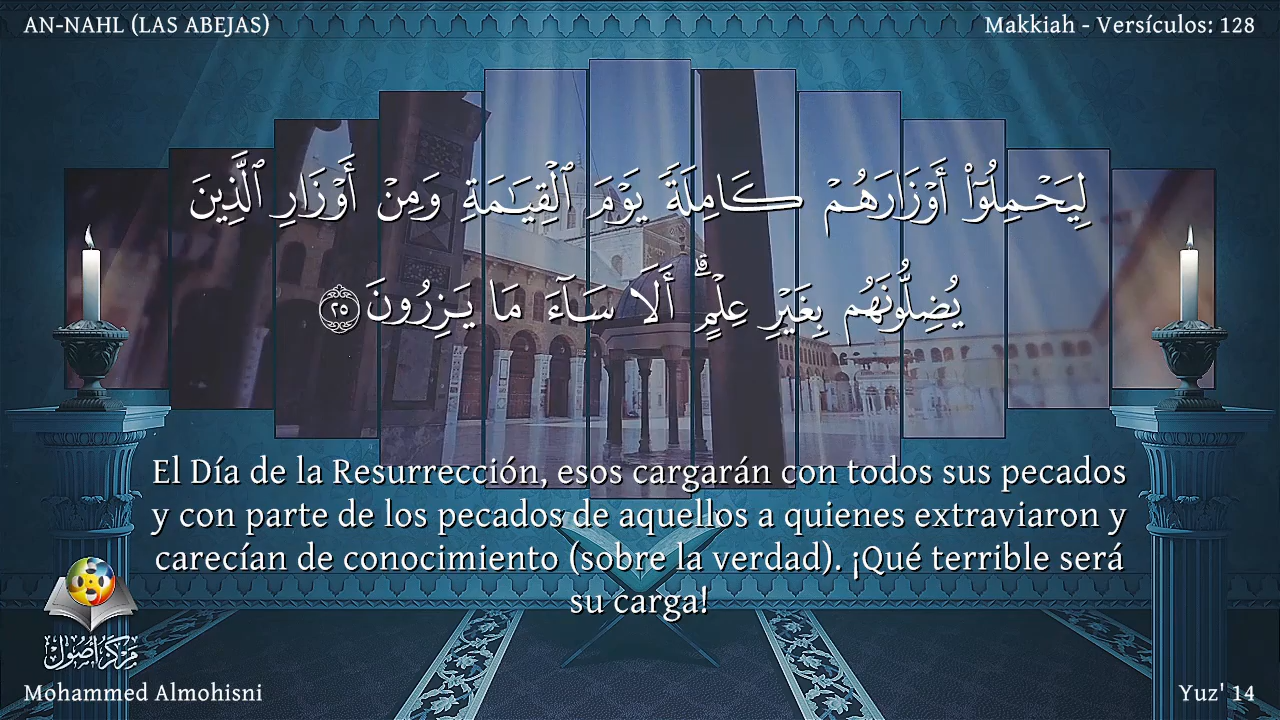 AN-NAHL (LAS ABEJAS)
Makkiah - Versículos: 128
لِيَحْمِلُوٓا۟ أَوْزَارَهُمْ كَامِلَةً يَوْمَ ٱلْقِيَـٰمَةِ وَمِنْ أَوْزَارِ ٱلَّذِينَ
يُضِلُّونَهُم بِغَيْرِ عِلْمٍ ۗ أَلَا سَآءَ مَا يَزِرُونَ ٢٥
El Día de la Resurrección, esos cargarán con todos sus pecados
y con parte de los pecados de aquellos a quienes extraviaron y
carecían de conocimiento (sobre la verdad). ¡Qué terrible será
su carga!
مركز أصول
Mohammed Almohisni
Yuz' 14